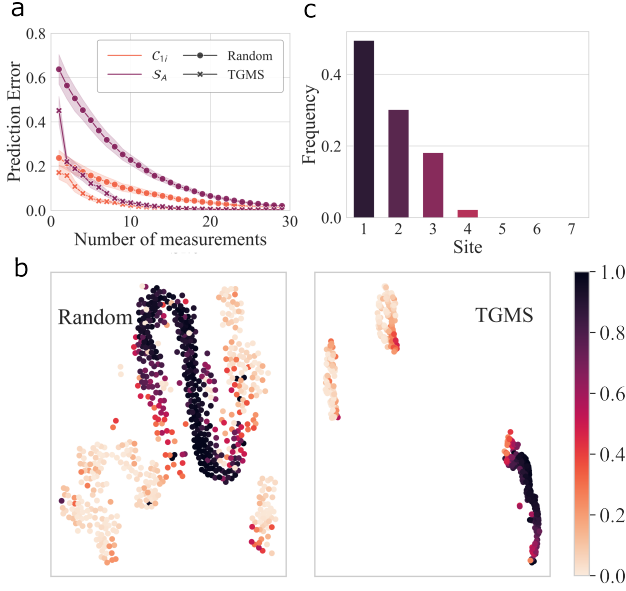 a
0.8
0.6
0.4
0.2
0.0
Prediction Error
0 10 20 30
Number of measurements
C1i Random
SA TGMS
c
0.4
0.2
0.0
Frequency
1 2 3 4 5 6 7
Site
b
Random
TGMS
1.0
0.8
0.6
0.4
0.2
0.0